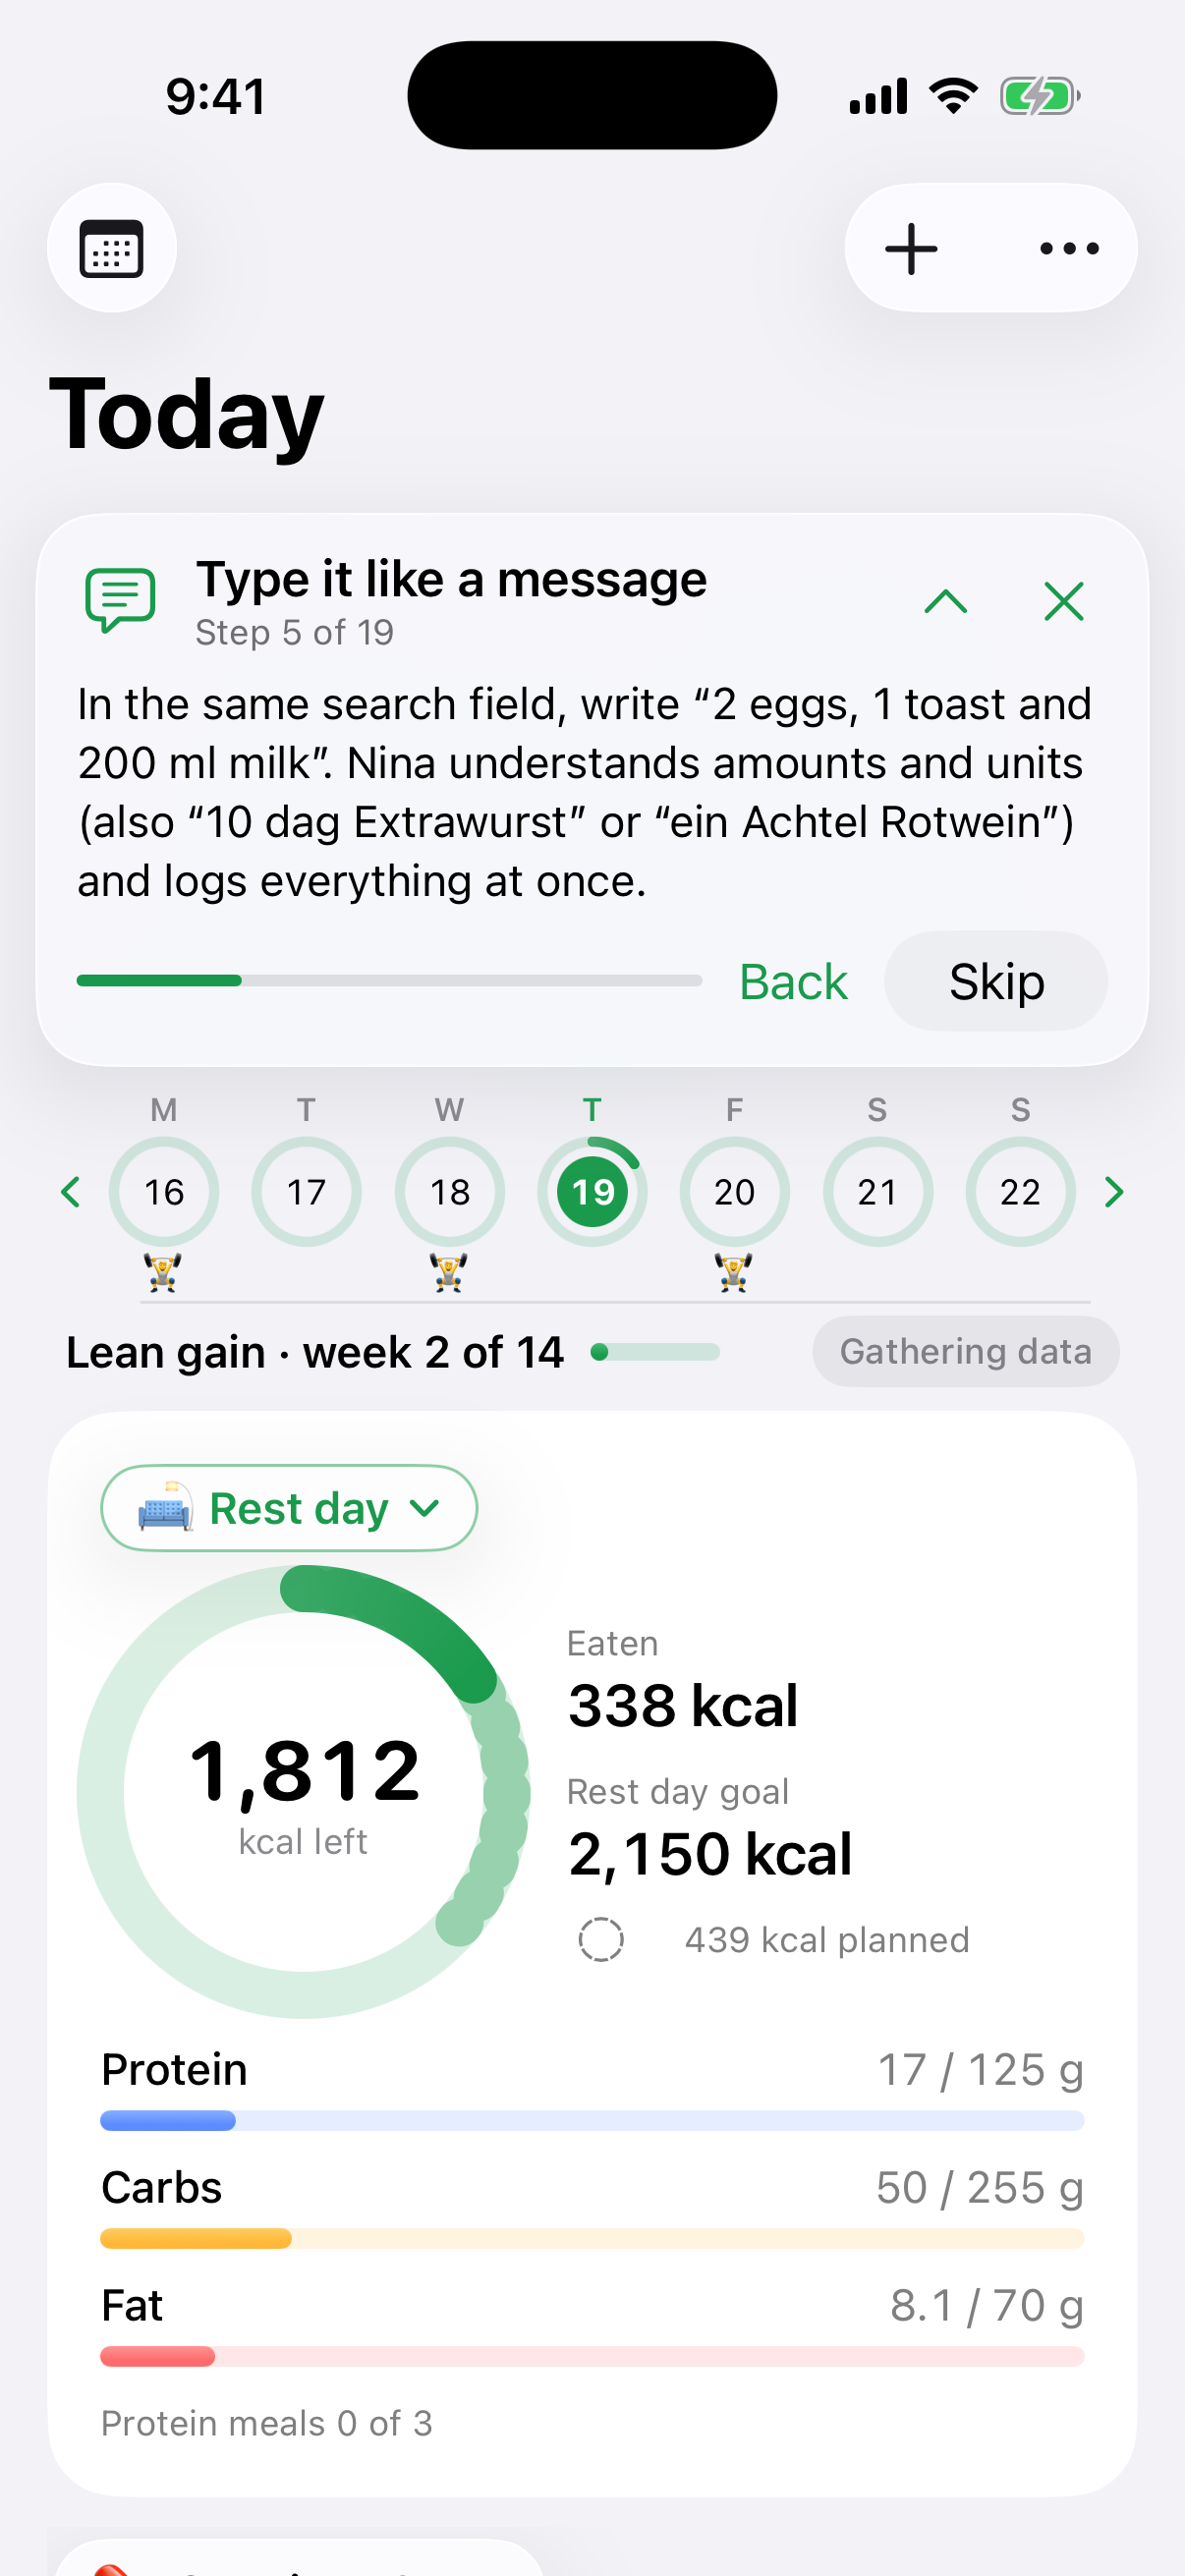 9:41
Today
Type it like a message
Step 5 of 19
In the same search field, write “2 eggs, 1 toast and
200 ml milk”. Nina understands amounts and units
(also “10 dag Extrawurst” or “ein Achtel Rotwein”)
and logs everything at once.
Back Skip
M T W T F S S
16 17 18 19 20 21 22
Lean gain · week 2 of 14 Gathering data
Rest day
Eaten
338 kcal
1,812
kcal left
Rest day goal
2,150 kcal
439 kcal planned
Protein 17 / 125 g
Carbs 50 / 255 g
Fat 8.1 / 70 g
Protein meals 0 of 3